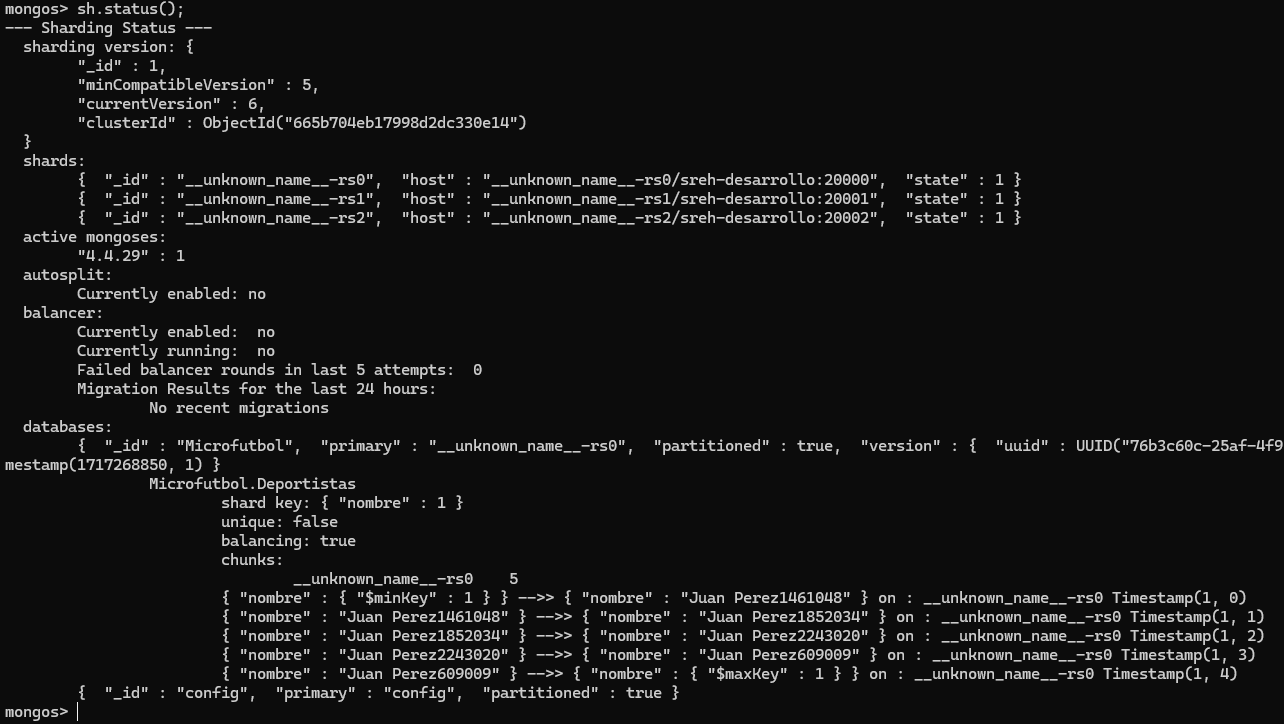 mongos> sh.status();
--- Sharding Status ---
  sharding version: {
        "_id" : 1,
        "minCompatibleVersion" : 5,
        "currentVersion" : 6,
        "clusterId" : ObjectId("665b704eb17998d2dc330e14")
  }
  shards:
        {  "_id" : "__unknown_name__-rs0",  "host" : "__unknown_name__-rs0/sreh-desarrollo:20000",  "state" : 1 }
        {  "_id" : "__unknown_name__-rs1",  "host" : "__unknown_name__-rs1/sreh-desarrollo:20001",  "state" : 1 }
        {  "_id" : "__unknown_name__-rs2",  "host" : "__unknown_name__-rs2/sreh-desarrollo:20002",  "state" : 1 }
  active mongoses:
        "4.4.29" : 1
  autosplit:
        Currently enabled: no
  balancer:
        Currently enabled:  no
        Currently running:  no
        Failed balancer rounds in last 5 attempts:  0
        Migration Results for the last 24 hours:
                No recent migrations
  databases:
        {  "_id" : "Microfutbol",  "primary" : "__unknown_name__-rs0",  "partitioned" : true,  "version" : {  "uuid" : UUID("76b3c60c-25af-4f9
mestamp(1717268850, 1) }
                Microfutbol.Deportistas
                        shard key: { "nombre" : 1 }
                        unique: false
                        balancing: true
                        chunks:
                                __unknown_name__-rs0    5
                        { "nombre" : { "$minKey" : 1 } } -->> { "nombre" : "Juan Perez1461048" } on : __unknown_name__-rs0 Timestamp(1, 0)
                        { "nombre" : "Juan Perez1461048" } -->> { "nombre" : "Juan Perez1852034" } on : __unknown_name__-rs0 Timestamp(1, 1)
                        { "nombre" : "Juan Perez1852034" } -->> { "nombre" : "Juan Perez2243020" } on : __unknown_name__-rs0 Timestamp(1, 2)
                        { "nombre" : "Juan Perez2243020" } -->> { "nombre" : "Juan Perez609009" } on : __unknown_name__-rs0 Timestamp(1, 3)
                        { "nombre" : "Juan Perez609009" } -->> { "nombre" : { "$maxKey" : 1 } } on : __unknown_name__-rs0 Timestamp(1, 4)
        {  "_id" : "config",  "primary" : "config",  "partitioned" : true }
mongos>